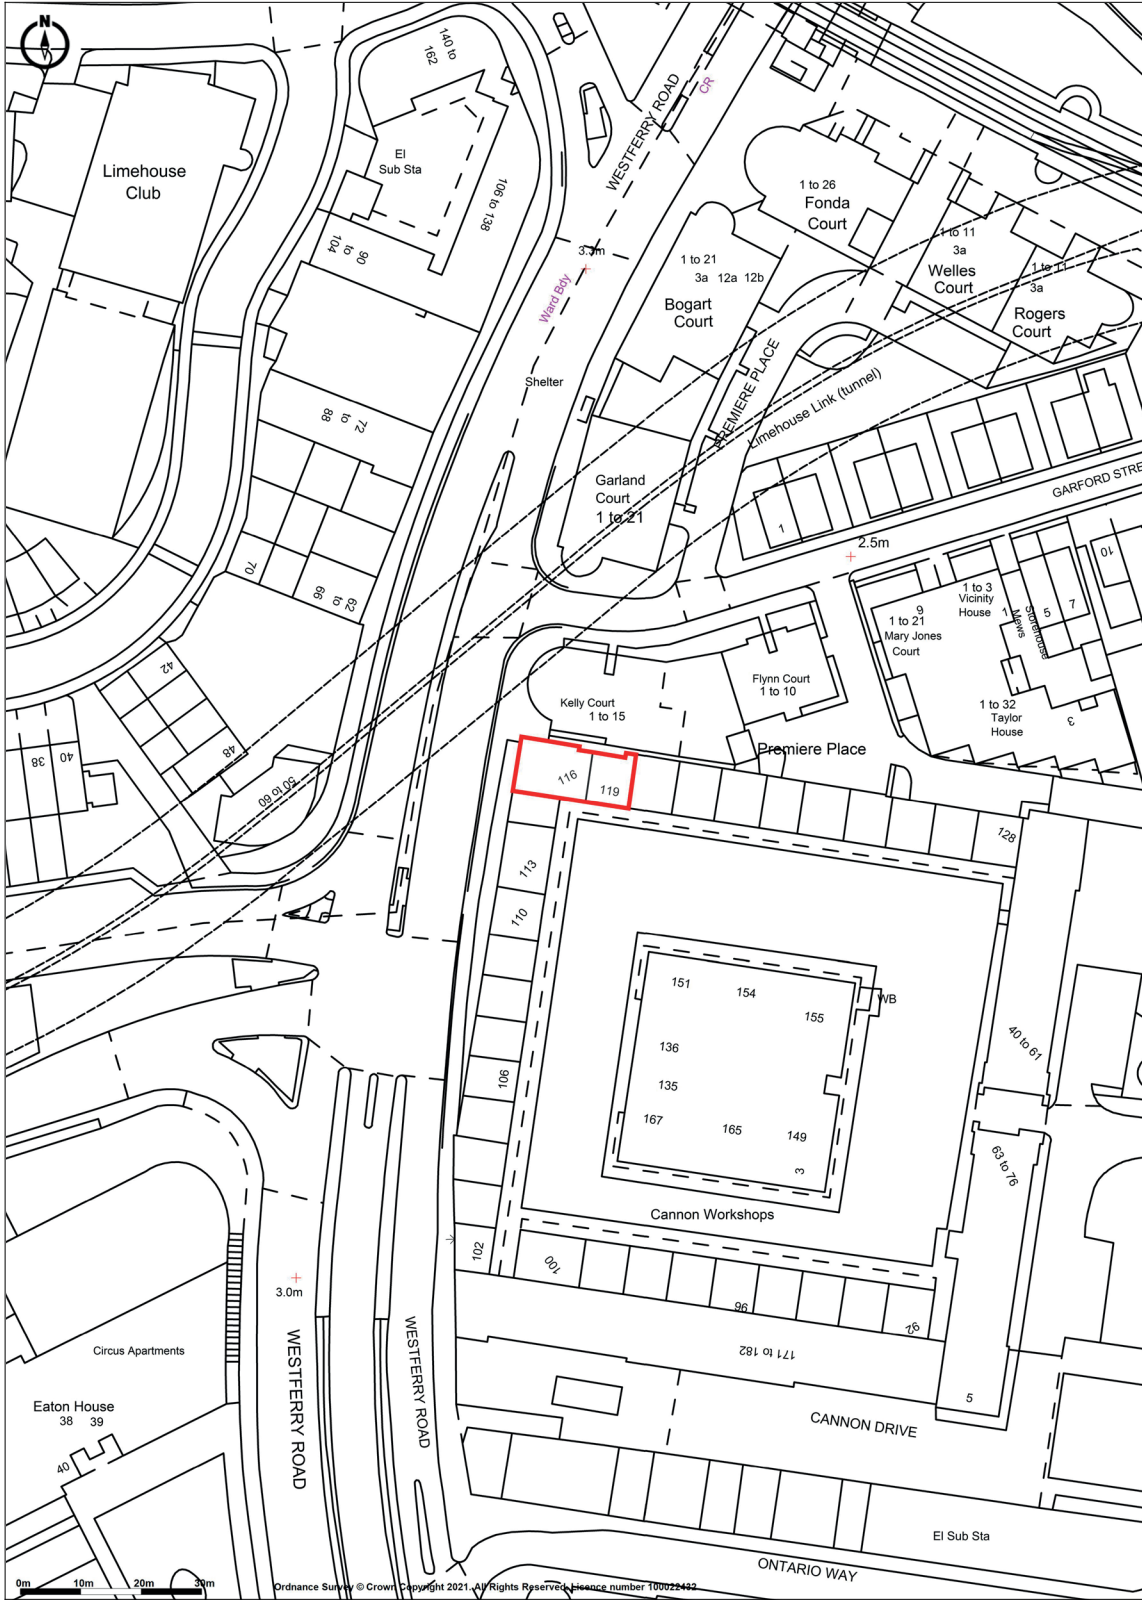 N
140 to
162
Limehouse
Club
El
Sub Sta
106 to 138
90
to
104
WESTFERRY ROAD
CR
1 to 26
Fonda
Court
1 to 11
3a
Welles
Court
1 to 11
3a
Rogers
Court
3.3m
Ward Bdy
1 to 21
3a 12a 12b
Bogart
Court
Shelter
PREMIERE PLACE
Limehouse Link (tunnel)
72
to
88
Garland
Court
1 to 21
1
GARFORD STRE
2.5m
70
62
to
66
10
1 to 3
Vicinity
House
9
1 to 21
Mary Jones
Court
1
Storehouse
Mews
5
7
1 to 32
Taylor
House
3
42
48
38
40
50 to 60
Kelly Court
1 to 15
Flynn Court
1 to 10
Premiere Place
116
119
128
113
110
106
102
100
151
154
155
WB
136
135
167
165
149
3
40 to 61
63 to 76
Cannon Workshops
96
92
171 to 182
5
CANNON DRIVE
3.0m
Circus Apartments
Eaton House
38 39
40
WESTFERRY ROAD
WESTFERRY ROAD
El Sub Sta
ONTARIO WAY
0m 10m 20m 30m
Ordnance Survey © Crown Copyright 2021. All Rights Reserved. Licence number 100022432